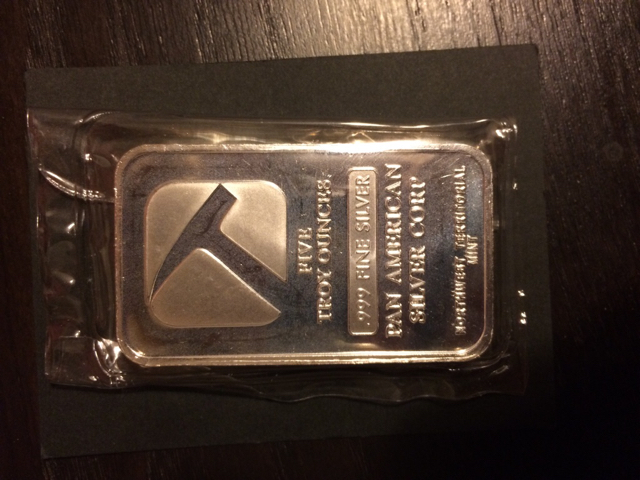 FIVE
TROY OUNCES.
.999 FINE SILVER
PAN AMERICAN
SILVER CORP
NORTHWEST TERRITORIAL
MINT